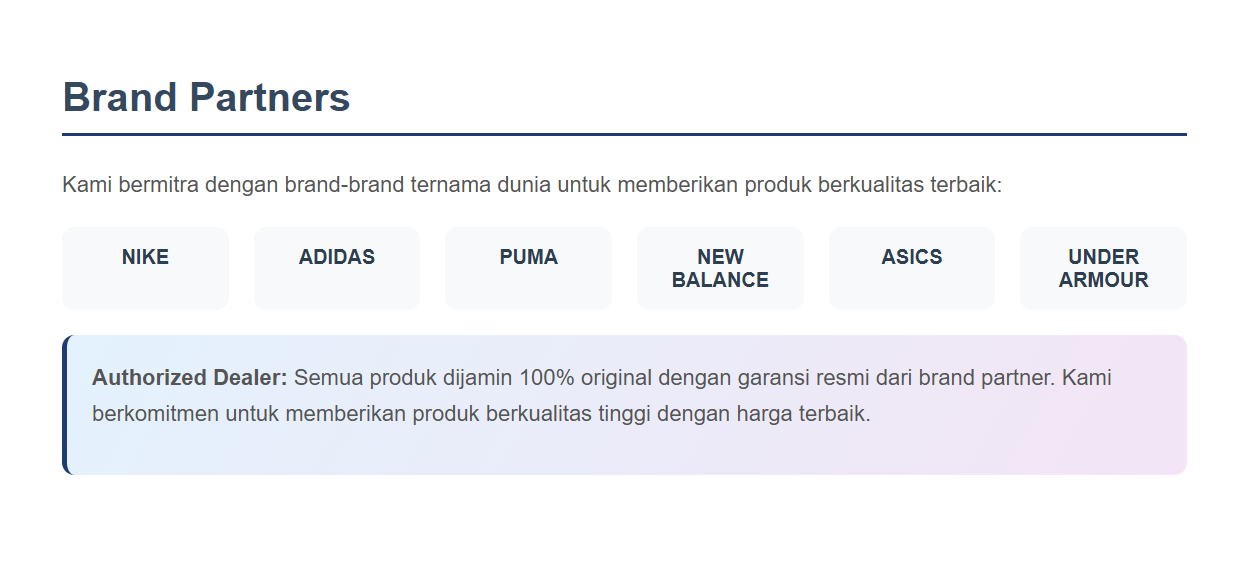 Brand Partners
Kami bermitra dengan brand-brand ternama dunia untuk memberikan produk berkualitas terbaik:
NIKE
ADIDAS
PUMA
NEW
BALANCE
ASICS
UNDER
ARMOUR
Authorized Dealer: Semua produk dijamin 100% original dengan garansi resmi dari brand partner. Kami
berkomitmen untuk memberikan produk berkualitas tinggi dengan harga terbaik.